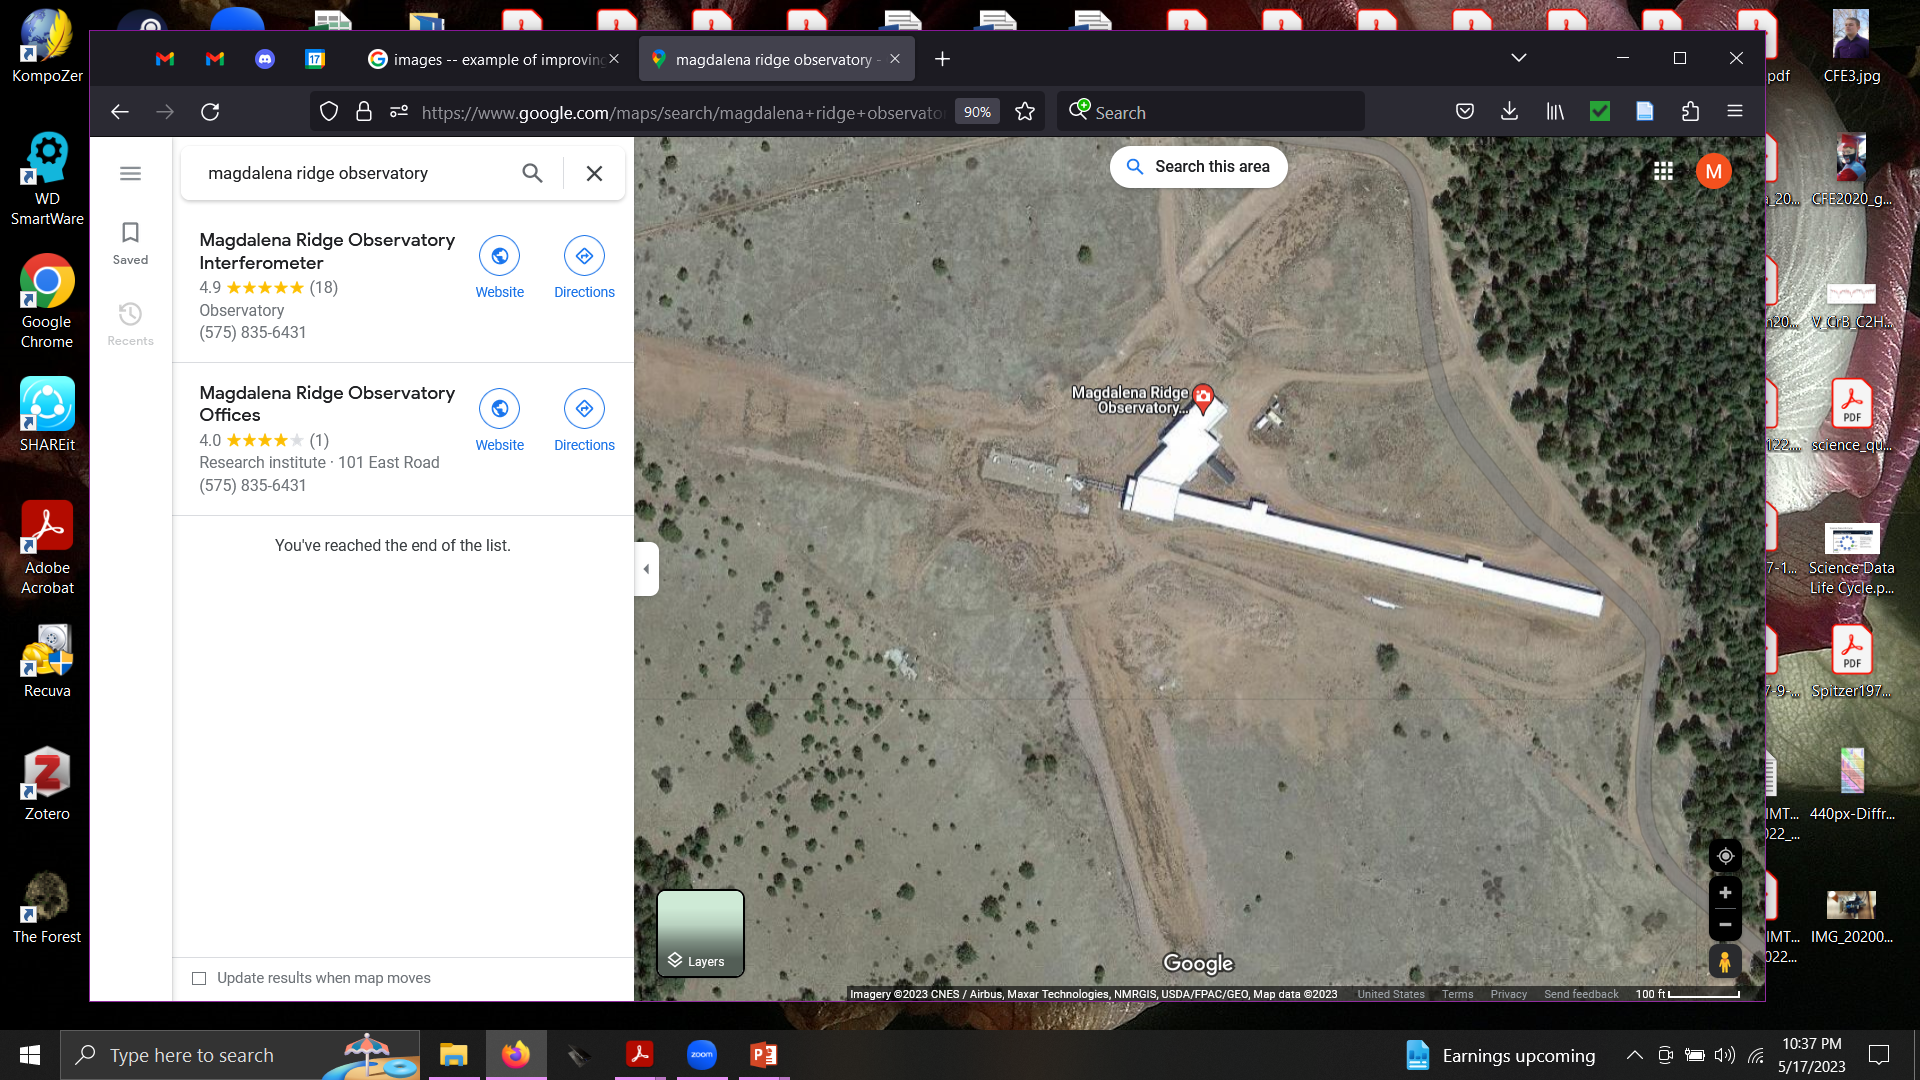 KompoZer
WD
SmartWare
Google
Chrome
SHAREit
Adobe
Acrobat
Recuva
Zotero
The Forest
17
images -- example of improving
magdalena ridge observatory -
https://www.google.com/maps/search/magdalena+ridge+observato
90%
Search
magdalena ridge observatory
Saved
Recents
Magdalena Ridge Observatory
Interferometer
4.9 (18)
Observatory
(575) 835-6431
Website
Directions
Magdalena Ridge Observatory
Offices
4.0 (1)
Research institute · 101 East Road
(575) 835-6431
Website
Directions
You've reached the end of the list.
Update results when map moves
Search this area
M
Magdalena Ridge
Observatory...
Layers
Google
Imagery ©2023 CNES / Airbus, Maxar Technologies, NMRGIS, USDA/FPAC/GEO, Map data ©2023
United States
Terms
Privacy
Send feedback
100 ft
pdf
CFE3.jpg
CFE2020_g...
V_CrB_C2H...
PDF
science_qu...
Science Data
Life Cycle.p...
PDF
Spitzer197...
440px-Diffr...
IMG_20200...
Type here to search
zoom
Earnings upcoming
10:37 PM
5/17/2023